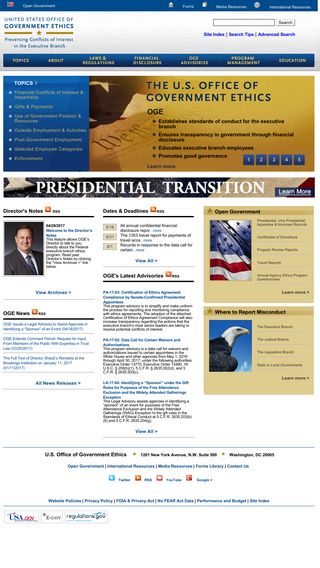 Open Government
Forms
Media Resources
International Resources
UNITED STATES OFFICE OF
GOVERNMENT ETHICS
Preventing Conflicts of Interest
in the Executive Branch
Search
Site Index | Search Tips | Advanced Search
TOPICS
ABOUT
LAWS &
REGULATIONS
FINANCIAL
DISCLOSURE
OGE
ADVISORIES
PROGRAM
MANAGEMENT
EDUCATION
TOPICS >
Financial Conflicts of Interest &
Impartiality
Gifts & Payments
Use of Government Position &
Resources
Outside Employment & Activities
Post-Government Employment
Selected Employee Categories
Enforcement
THE U.S. OFFICE OF
GOVERNMENT ETHICS
OGE
Establishes standards of conduct for the executive
branch
Ensures transparency in government through financial
disclosure
Educates executive branch employees
Promotes good governance
Learn more
1 2 3 4 5
PRESIDENTIAL TRANSITION
Learn More
Director's Notes RSS
04/28/2017
Welcome to the Director's
Notes
This feature allows OGE's
Director to talk to you
directly about the Federal
executive branch ethics
program. Read past
Director's Notes by clicking
the "View Archives >" link
below.
View Archives >
OGE News RSS
OGE Issues a Legal Advisory to Assist Agencies in
Identifying a "Sponsor" of an Event (04/18/2017)
OGE Extends Comment Period: Request for Input
From Members of the Public With Expertise in Trust
Law (03/30/2017)
The Full Text of Director Shaub's Remarks at the
Brookings Institution on January 11, 2017
(01/11/2017)
All News Releases >
Dates & Deadlines RSS
5/15
All annual confidential
financial disclosure repor.. more
5/31
The 1353 travel report for payments of
travel acce.. more
6/1
Records in response to the data call for
certain .. more
View All >
OGE's Latest Advisories RSS
PA-17-03: Certification of Ethics Agreement
Compliance by Senate-Confirmed Presidential
Appointees
This program advisory is to simplify and make uniform
the process for reporting and monitoring compliance
with ethics agreements. The adoption of the attached
Certification of Ethics Agreement Compliance will also
increase transparency regarding the actions that the
executive branch's most senior leaders are taking to
resolve potential conflicts of interest.
PA-17-02: Data Call for Certain Waivers and
Authorizations
This program advisory is a data call for waivers and
authorizations issued to certain appointees in the
White House and other agencies from May 1, 2016
through April 30, 2017, under the following authorities:
Executive Order 13770, Executive Order 13490, 18
U.S.C. § 208(b)(1), 5 C.F.R. § 2635.502(d), and 5
C.F.R. § 2635.503(c).
LA-17-04: Identifying a "Sponsor" under the Gift
Rules for Purposes of the Free Attendance
Exclusion and the Widely Attended Gatherings
Exception
This Legal Advisory assists agencies in identifying a
"sponsor" of an event for purposes of the Free
Attendance Exclusion and Widely Attended
Gatherings (WAG) Exception to the gift rules in the
Standards of Ethical Conduct at 5 C.F.R 2635.203(b)
(8) and 5 C.F.R. 2635.204(g).
View All >
Open Government
Presidential, Vice Presidential
Appointee & Nominee Records
Certificates of Divestiture
Program Review Reports
Travel Reports
Annual Agency Ethics Program
Questionnaire
Where to Report Misconduct
The Executive Branch
The Judicial Branch
The Legislative Branch
State or Local Governments
Learn more >
U.S. Office of Government Ethics 1201 New York Avenue, N.W. Suite 500 Washington, DC 20005
Open Government | International Resources | Media Resources | Forms Library | Contact Us
Twitter RSS YouTube Google +
Website Policies | Privacy Policy | FOIA & Privacy Act | No FEAR Act Data | Performance and Budget | Site Index
USA.gov
E-GOV
regulations.gov